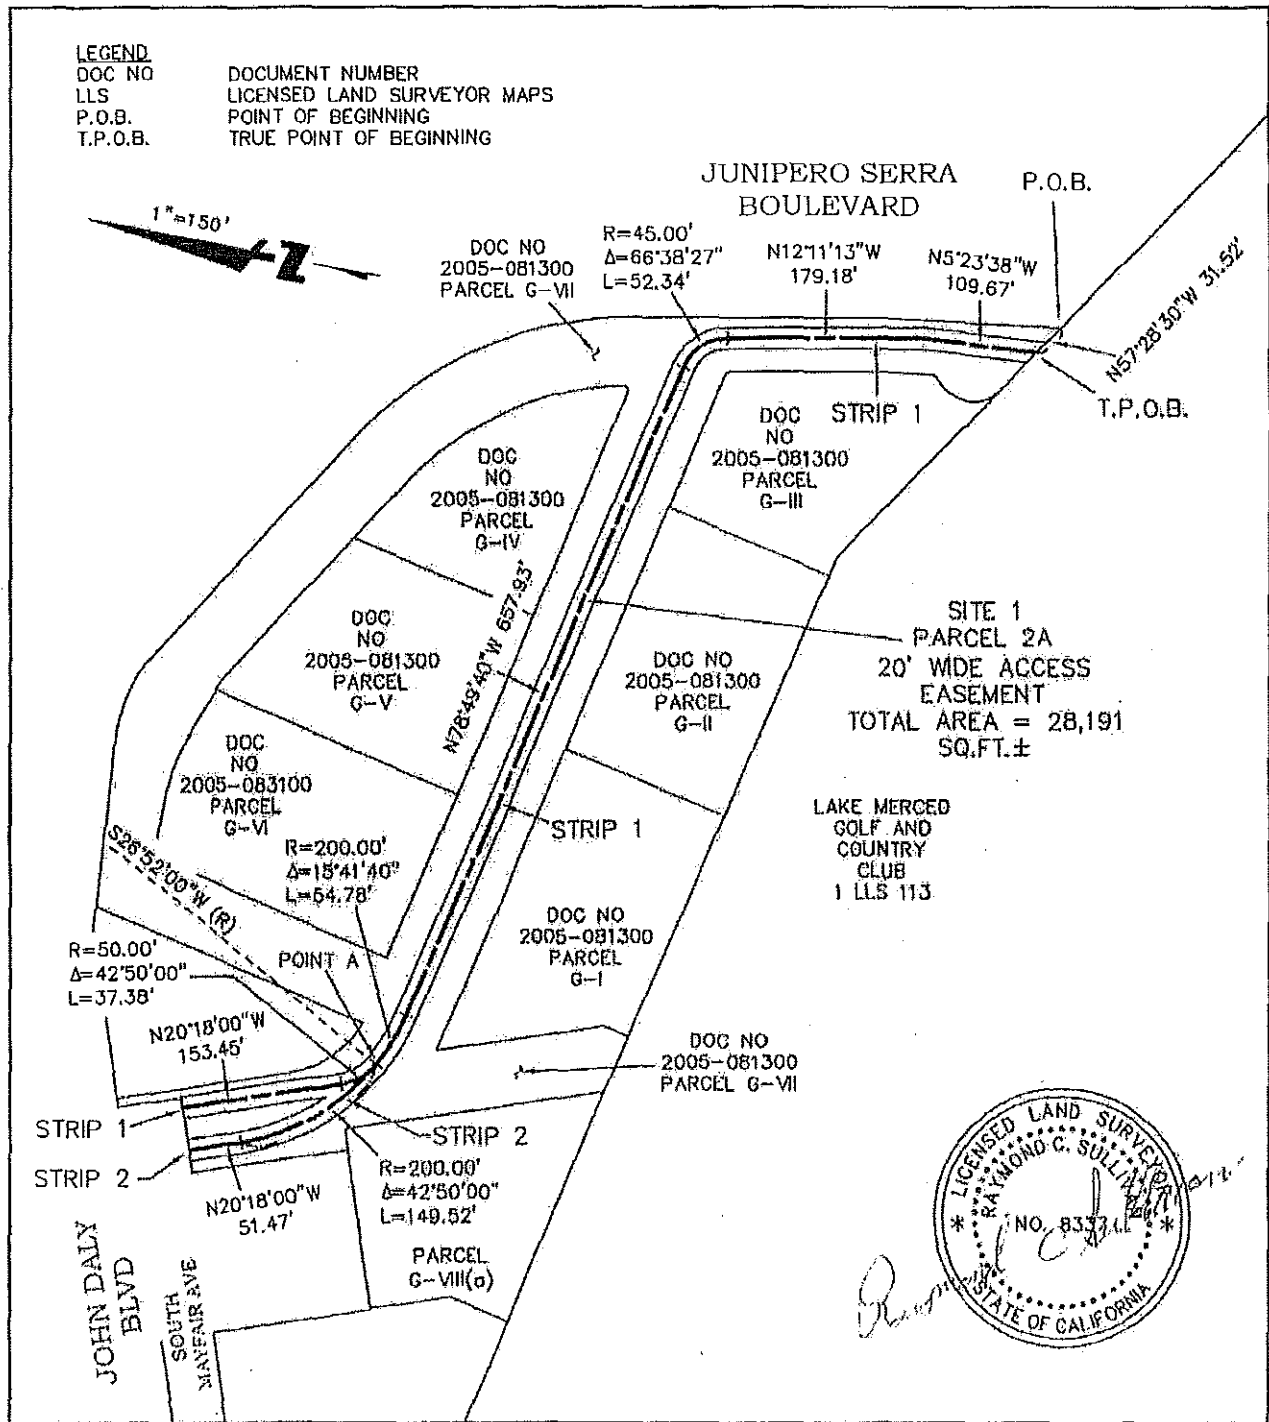 LEGEND
DOC NO DOCUMENT NUMBER
LLS LICENSED LAND SURVEYOR MAPS
P.O.B. POINT OF BEGINNING
T.P.O.B. TRUE POINT OF BEGINNING
1"=150'
N
JUNIPERO SERRA
BOULEVARD
P.O.B.
DOC NO
2005-081300
PARCEL G-VII
R=45.00'
Δ=66°38'27"
L=52.34'
N12°11'13"W
179.18'
N5°23'38"W
109.67'
N57°28'30"W 31.52'
T.P.O.B.
STRIP 1
DOC
NO
2005-081300
PARCEL
G-III
DOC
NO
2005-081300
PARCEL
G-IV
N78°49'40"W 657.93'
SITE 1
PARCEL 2A
20' WIDE ACCESS
EASEMENT
TOTAL AREA = 28,191
SQ.FT.±
DOC
NO
2005-081300
PARCEL
G-V
DOC NO
2005-081300
PARCEL
G-II
DOC
NO
2005-083100
PARCEL
G-VI
STRIP 1
LAKE MERCED
GOLF AND
COUNTRY
CLUB
1 LLS 113
S26°52'00"W (R)
R=200.00'
Δ=15°41'40"
L=54.78'
DOC NO
2005-081300
PARCEL
G-I
R=50.00'
Δ=42°50'00"
L=37.38'
POINT A
N20°18'00"W
153.45'
DOC NO
2005-081300
PARCEL G-VII
STRIP 1
STRIP 2
STRIP 2
N20°18'00"W
51.47'
R=200.00'
Δ=42°50'00"
L=149.52'
PARCEL
G-VIII(a)
JOHN DALY
BLVD
SOUTH
MAYFAIR AVE
LICENSED LAND SURVEYOR
RAYMOND C. SULLIVAN
NO. 8337
STATE OF CALIFORNIA